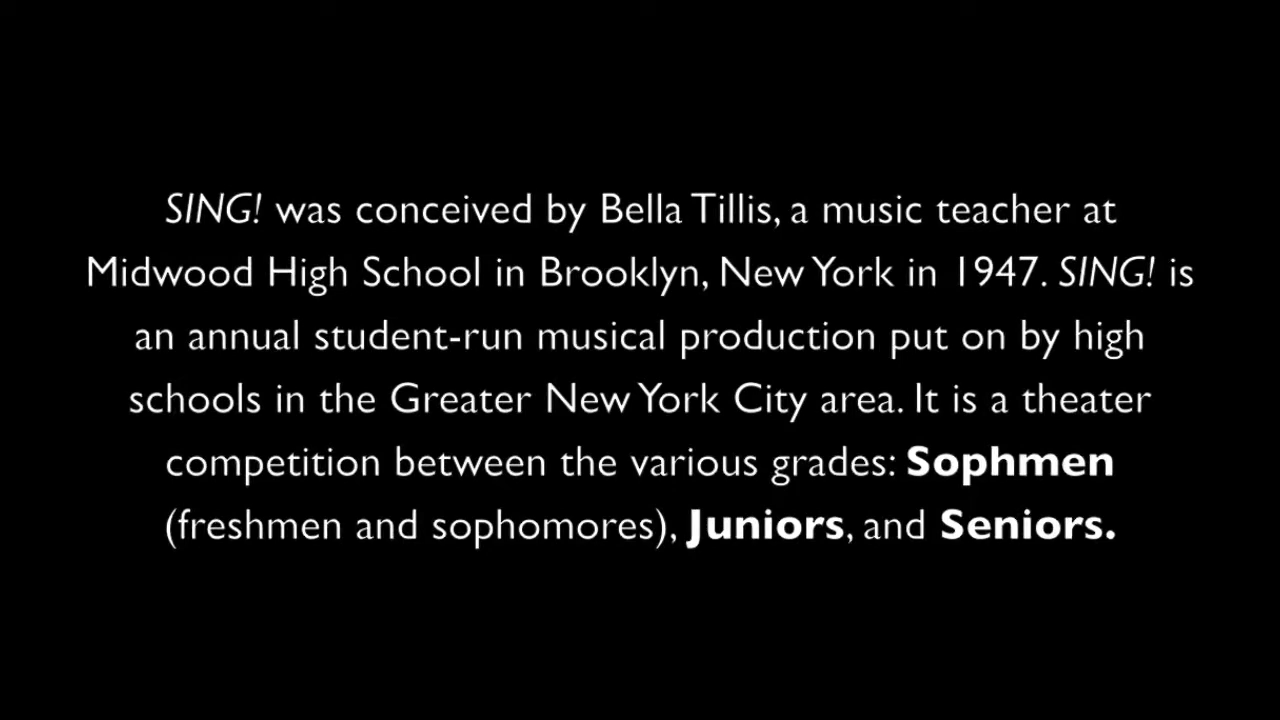 SING! was conceived by Bella Tillis, a music teacher at
Midwood High School in Brooklyn, New York in 1947. SING! is
an annual student-run musical production put on by high
schools in the Greater New York City area. It is a theater
competition between the various grades: Sophmen
(freshmen and sophomores), Juniors, and Seniors.